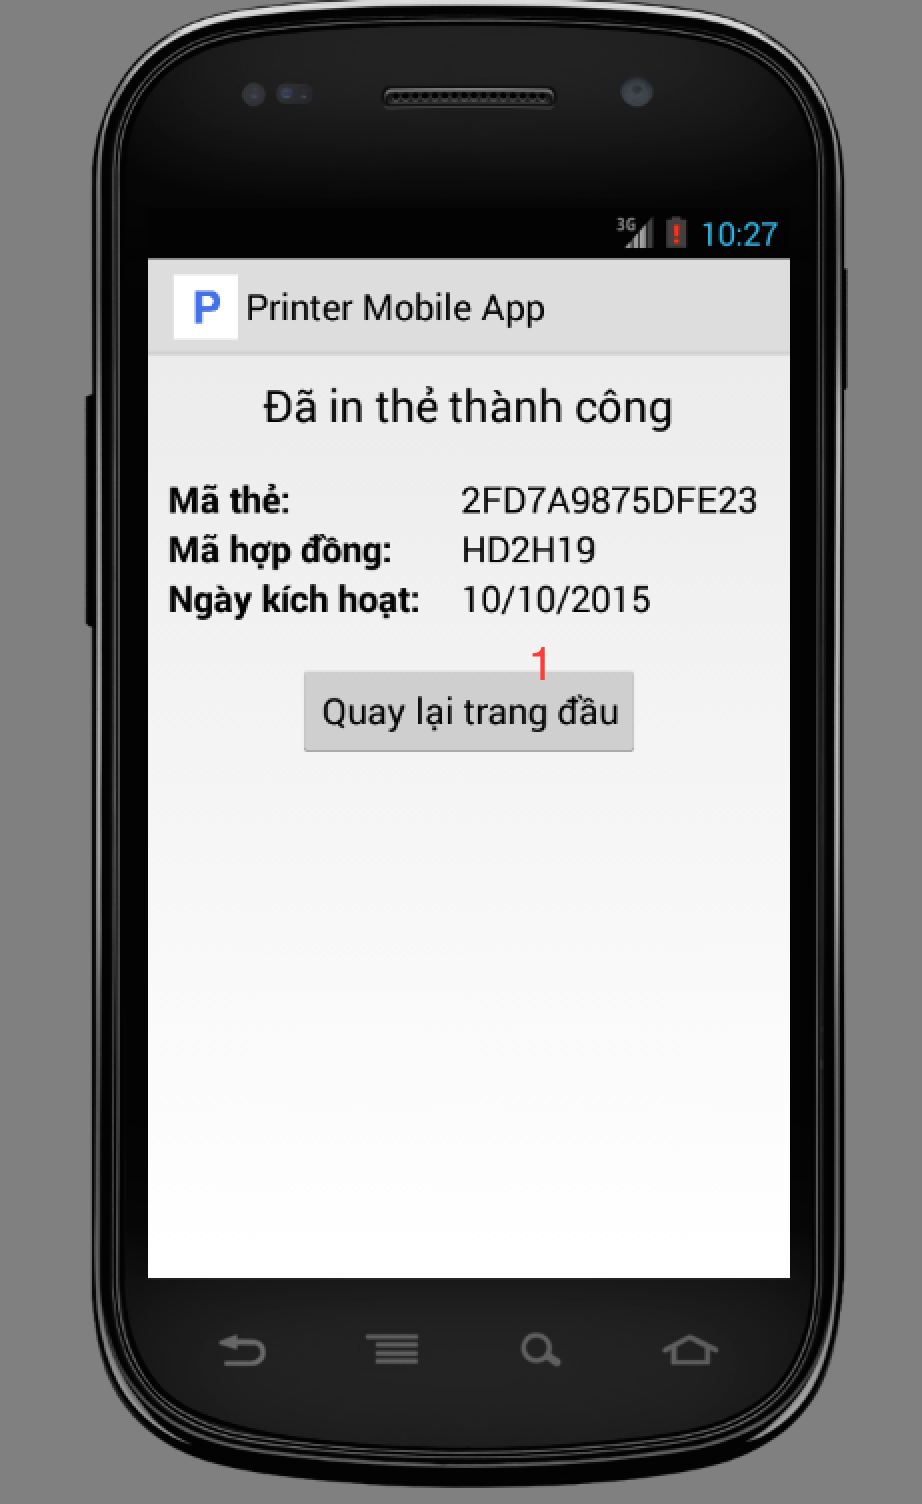 3G 10:27
P Printer Mobile App
Đã in thẻ thành công
Mã thẻ: 2FD7A9875DFE23
Mã hợp đồng: HD2H19
Ngày kích hoạt: 10/10/2015
1
Quay lại trang đầu